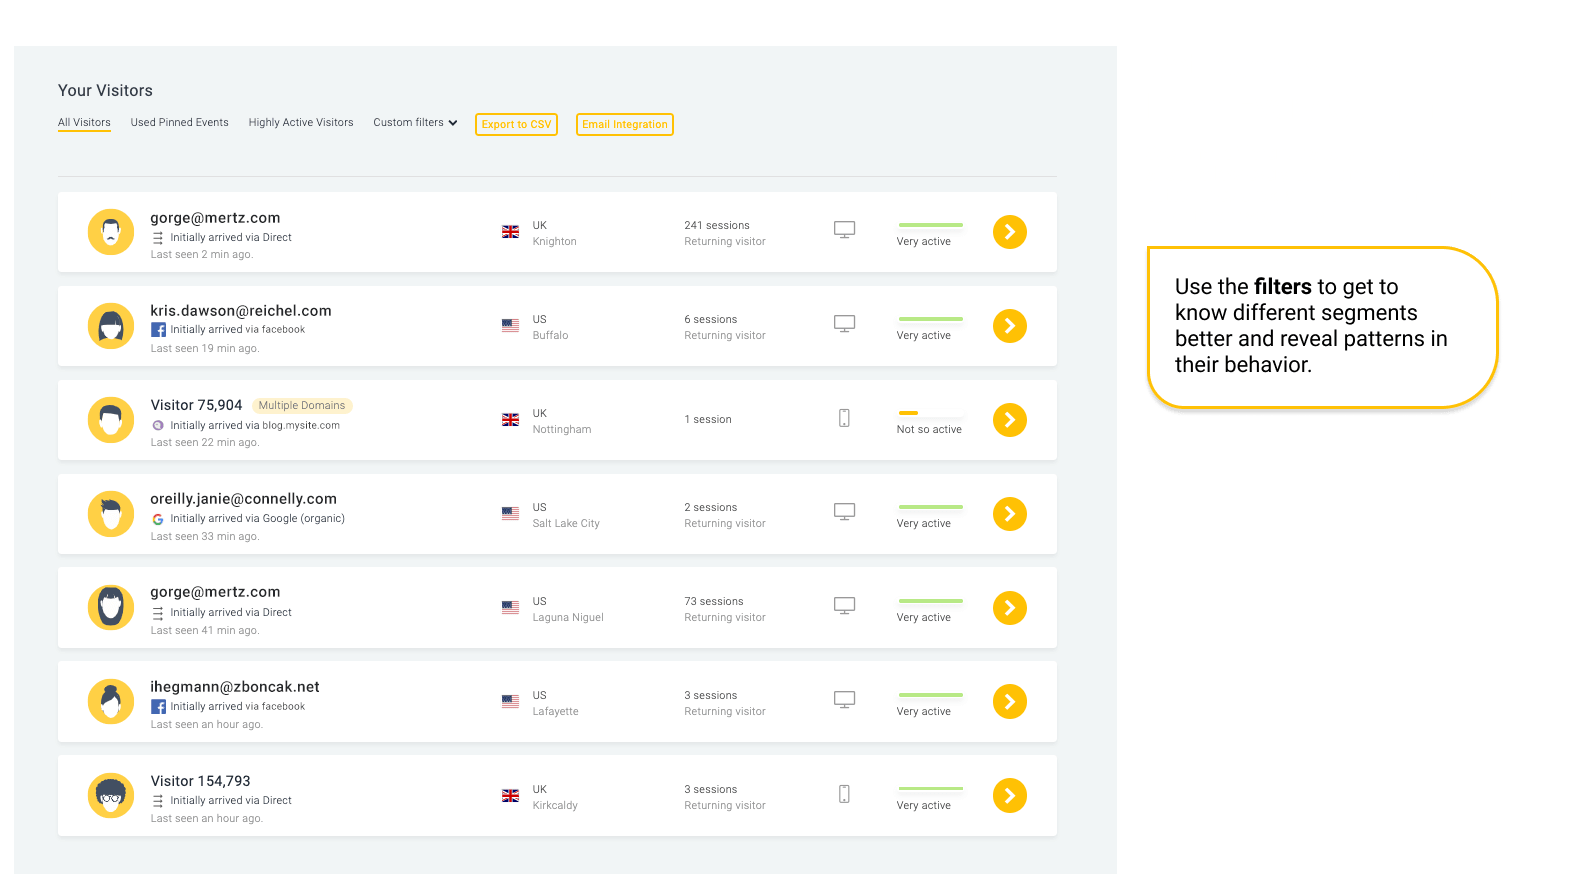 Your Visitors
All Visitors Used Pinned Events Highly Active Visitors Custom filters Export to CSV Email Integration
gorge@mertz.com
Initially arrived via Direct
Last seen 2 min ago.
UK
Knighton
241 sessions
Returning visitor
Very active
kris.dawson@reichel.com
Initially arrived via facebook
Last seen 19 min ago.
US
Buffalo
6 sessions
Returning visitor
Very active
Visitor 75,904 Multiple Domains
Initially arrived via blog.mysite.com
Last seen 22 min ago.
UK
Nottingham
1 session
Not so active
oreilly.janie@connelly.com
Initially arrived via Google (organic)
Last seen 33 min ago.
US
Salt Lake City
2 sessions
Returning visitor
Very active
gorge@mertz.com
Initially arrived via Direct
Last seen 41 min ago.
US
Laguna Niguel
73 sessions
Returning visitor
Very active
ihegmann@zboncak.net
Initially arrived via facebook
Last seen an hour ago.
US
Lafayette
3 sessions
Returning visitor
Very active
Visitor 154,793
Initially arrived via Direct
Last seen an hour ago.
UK
Kirkcaldy
3 sessions
Returning visitor
Very active
Use the filters to get to
know different segments
better and reveal patterns in
their behavior.